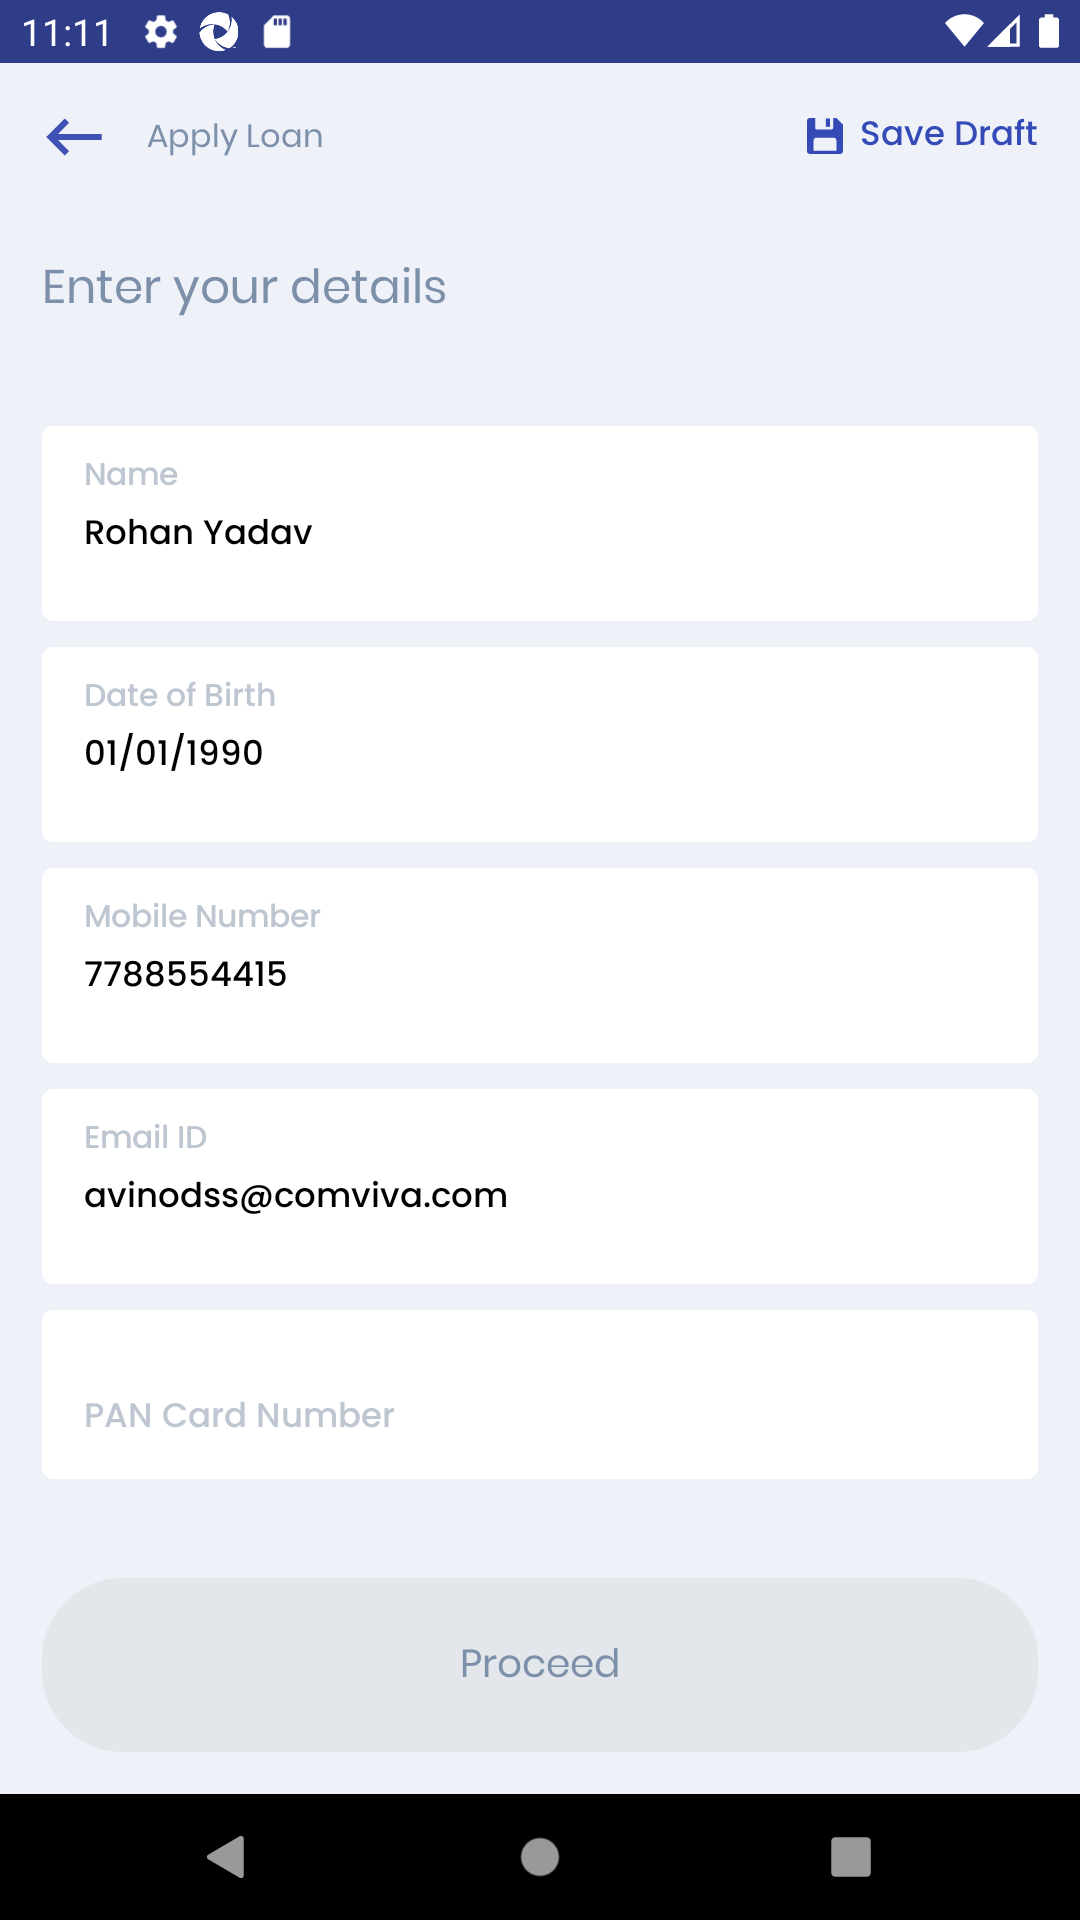 11:11
Apply Loan
Save Draft
Enter your details
Name
Rohan Yadav
Date of Birth
01/01/1990
Mobile Number
7788554415
Email ID
avinodss@comviva.com
PAN Card Number
Proceed